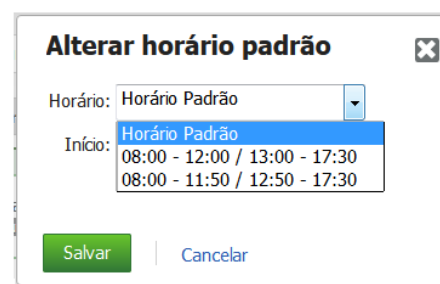 Alterar horário padrão
Horário: Horário Padrão
Início: Horário Padrão
08:00 - 12:00 / 13:00 - 17:30
08:00 - 11:50 / 12:50 - 17:30
Salvar Cancelar